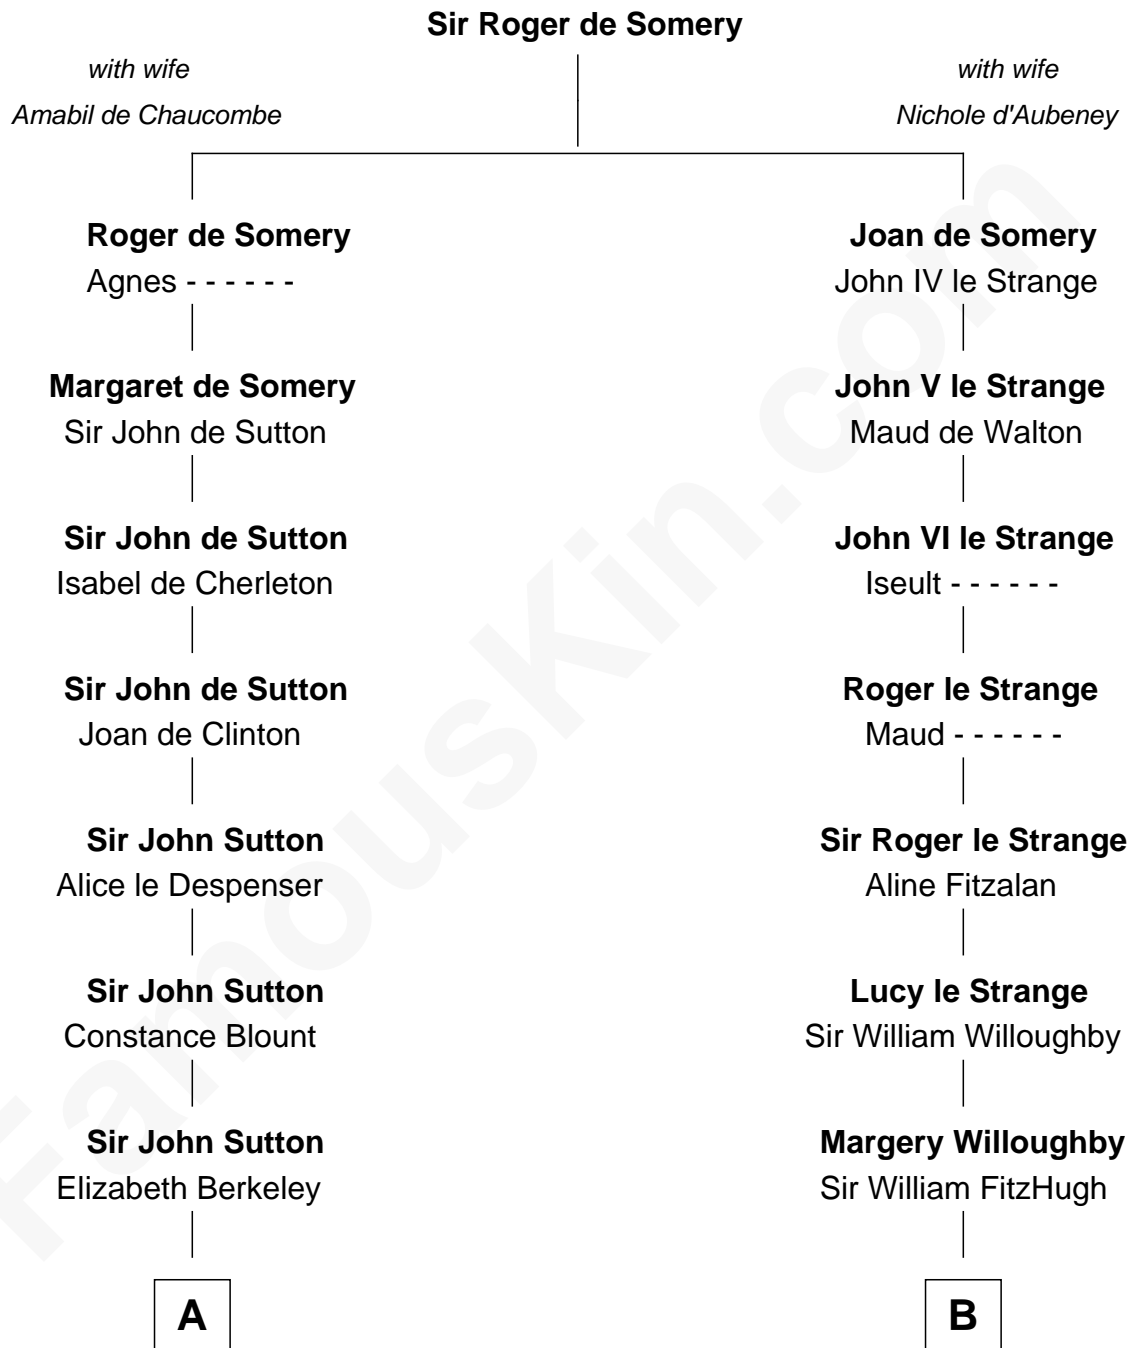 Sir Roger de Somery
with wife
Amabil de Chaucombe
with wife
Nichole d'Aubeney
Roger de Somery
Agnes - - - - - -
Margaret de Somery
Sir John de Sutton
Sir John de Sutton
Isabel de Cherleton
Sir John de Sutton
Joan de Clinton
Sir John Sutton
Alice le Despenser
Sir John Sutton
Constance Blount
Sir John Sutton
Elizabeth Berkeley
A
Joan de Somery
John IV le Strange
John V le Strange
Maud de Walton
John VI le Strange
Iseult - - - - - -
Roger le Strange
Maud - - - - - -
Sir Roger le Strange
Aline Fitzalan
Lucy le Strange
Sir William Willoughby
Margery Willoughby
Sir William FitzHugh
B
FamousKin.com